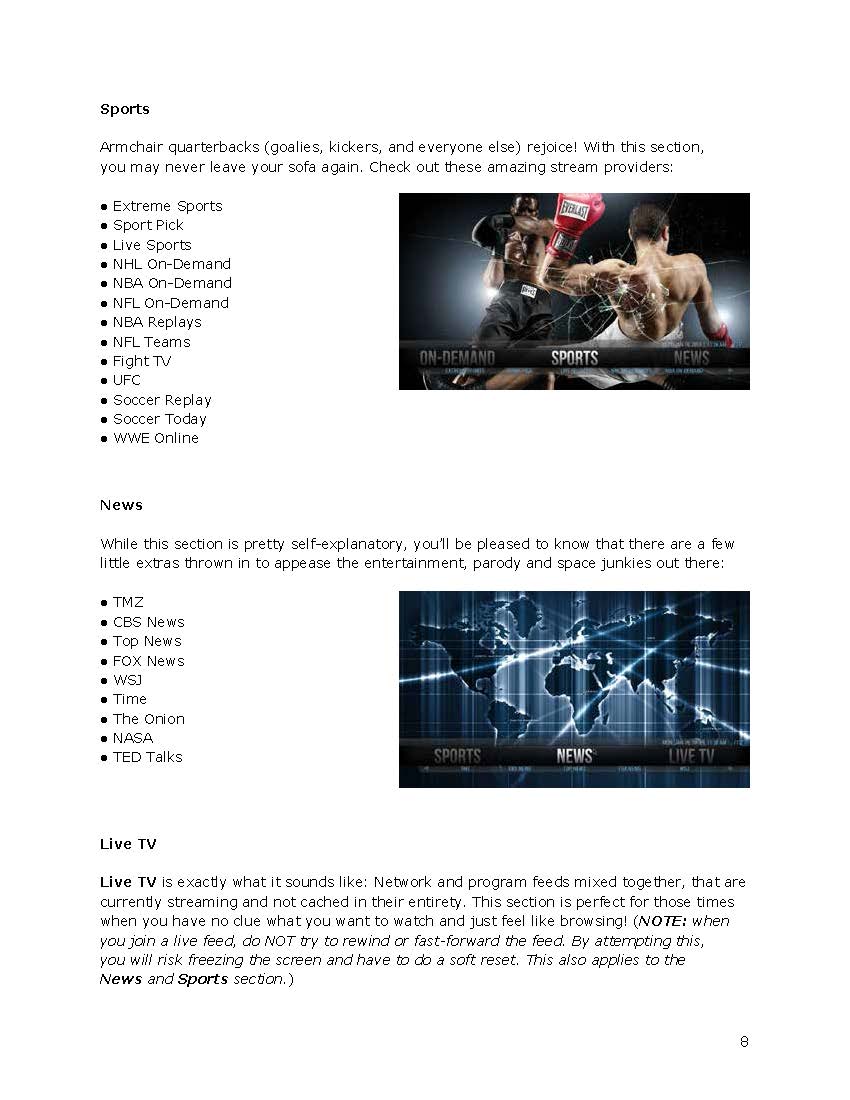 Sports
Armchair quarterbacks (goalies, kickers, and everyone else) rejoice! With this section,
you may never leave your sofa again. Check out these amazing stream providers:
● Extreme Sports
● Sport Pick
● Live Sports
● NHL On-Demand
● NBA On-Demand
● NFL On-Demand
● NBA Replays
● NFL Teams
● Fight TV
● UFC
● Soccer Replay
● Soccer Today
● WWE Online
EVERLAST
ON-DEMAND SPORTS NEWS
News
While this section is pretty self-explanatory, you’ll be pleased to know that there are a few
little extras thrown in to appease the entertainment, parody and space junkies out there:
● TMZ
● CBS News
● Top News
● FOX News
● WSJ
● Time
● The Onion
● NASA
● TED Talks
SPORTS NEWS LIVE TV
Live TV
Live TV is exactly what it sounds like: Network and program feeds mixed together, that are
currently streaming and not cached in their entirety. This section is perfect for those times
when you have no clue what you want to watch and just feel like browsing! (NOTE: when
you join a live feed, do NOT try to rewind or fast-forward the feed. By attempting this,
you will risk freezing the screen and have to do a soft reset. This also applies to the
News and Sports section.)
8